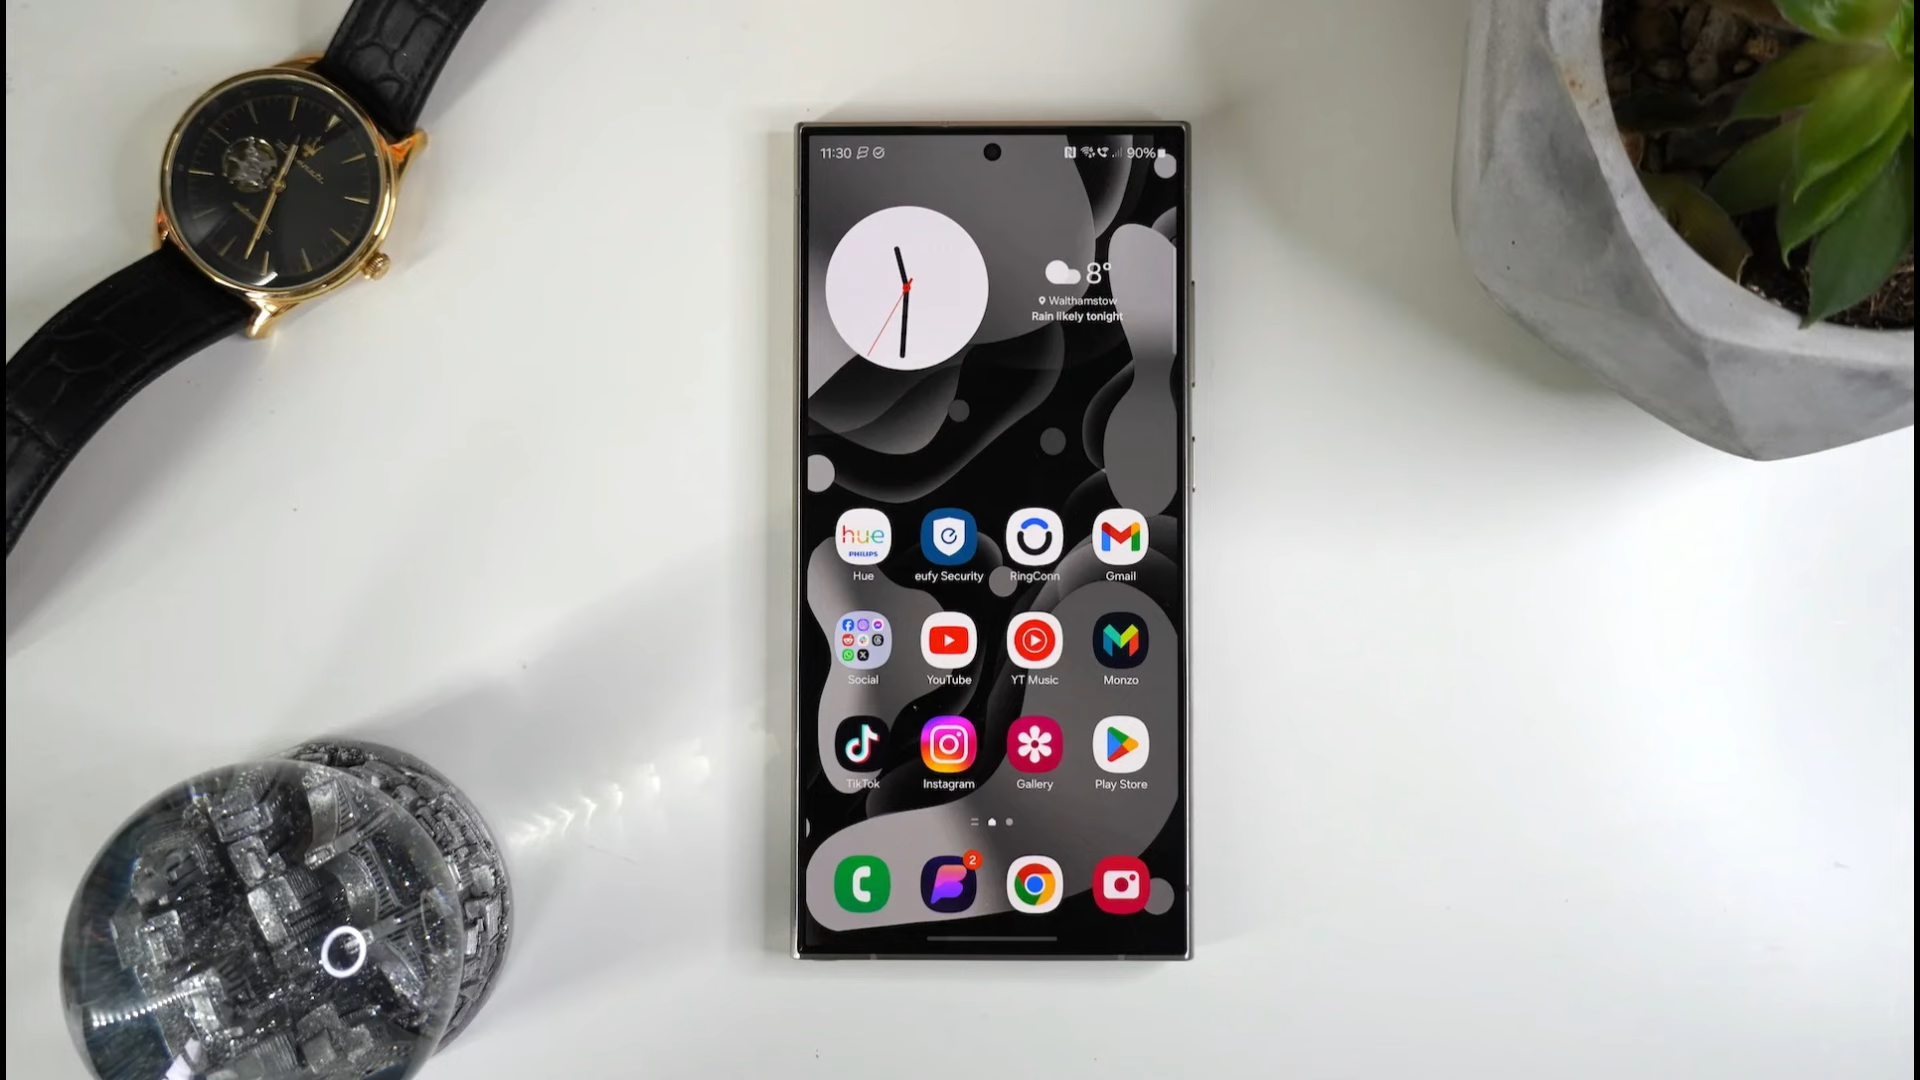 Maserati
11:30
90%
8°
Walthamstow
Rain likely tonight
hue
PHILIPS
Hue
eufy Security
RingConn
Gmail
Social
YouTube
YT Music
Monzo
TikTok
Instagram
Gallery
Play Store
2